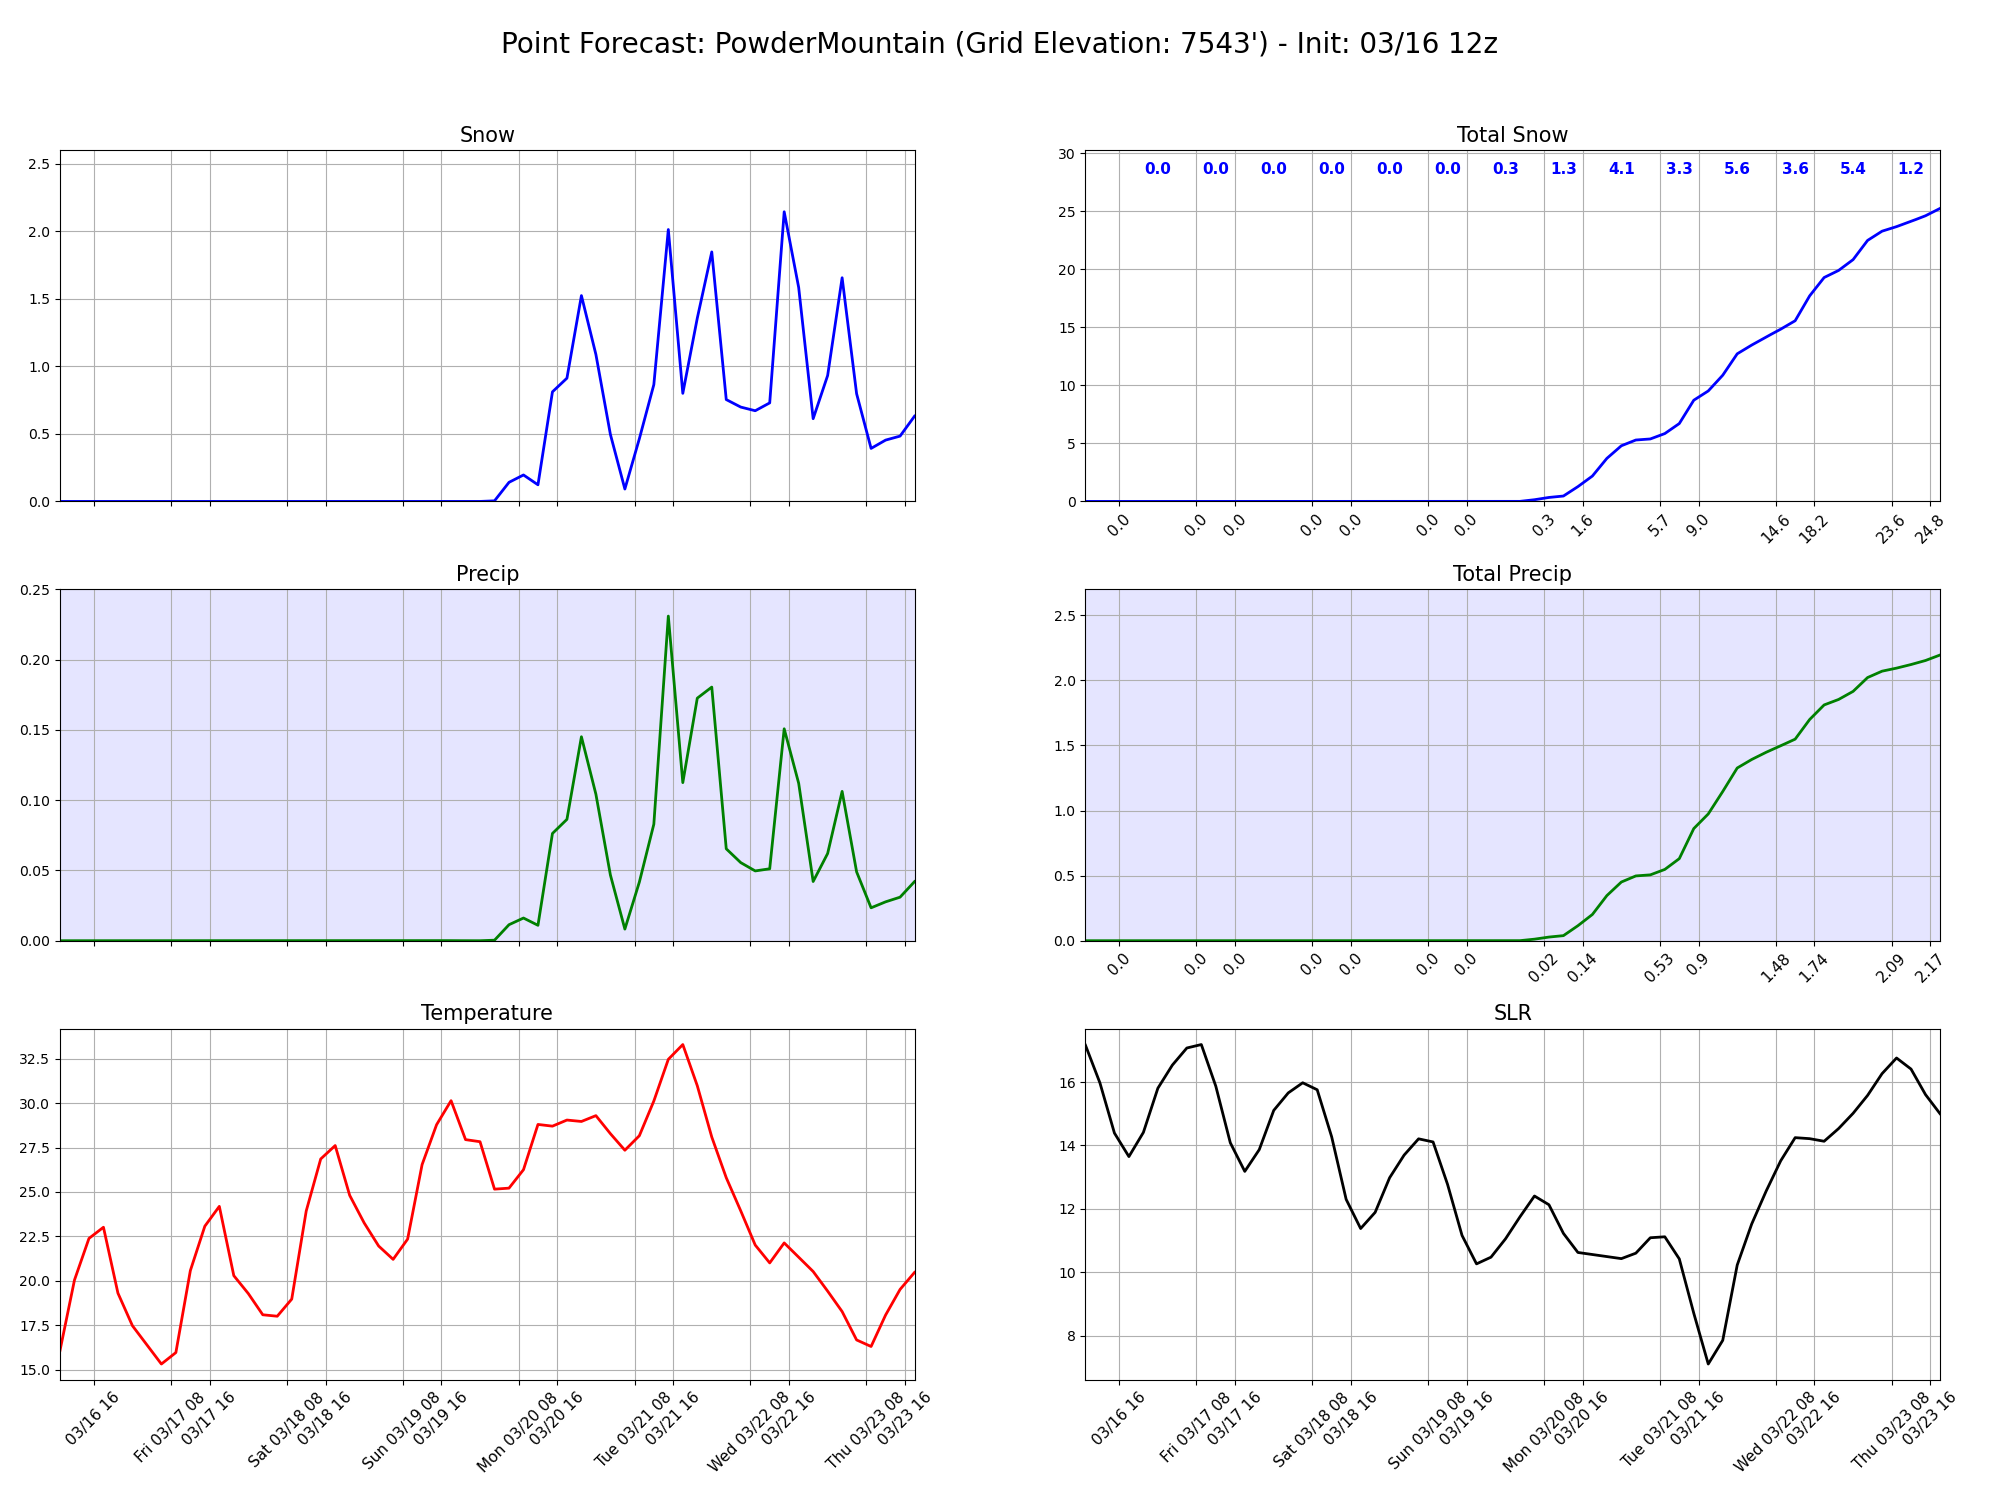 Point Forecast: PowderMountain (Grid Elevation: 7543') - Init: 03/16 12z
Snow
2.5
2.0
1.5
1.0
0.5
0.0
Total Snow
0.0 0.0 0.0 0.0 0.0 0.0 0.3 1.3 4.1 3.3 5.6 3.6 5.4 1.2
30
25
20
15
10
5
0
0.0 0.0 0.0 0.0 0.0 0.0 0.0 0.3 1.6 5.7 9.0 14.6 18.2 23.6 24.8
Precip
0.25
0.20
0.15
0.10
0.05
0.00
Total Precip
2.5
2.0
1.5
1.0
0.5
0.0
0.0 0.0 0.0 0.0 0.0 0.0 0.0 0.02 0.14 0.53 0.9 1.48 1.74 2.09 2.17
Temperature
32.5
30.0
27.5
25.0
22.5
20.0
17.5
15.0
03/16 16
Fri 03/17 08
03/17 16
Sat 03/18 08
03/18 16
Sun 03/19 08
03/19 16
Mon 03/20 08
03/20 16
Tue 03/21 08
03/21 16
Wed 03/22 08
03/22 16
Thu 03/23 08
03/23 16
SLR
16
14
12
10
8
03/16 16
Fri 03/17 08
03/17 16
Sat 03/18 08
03/18 16
Sun 03/19 08
03/19 16
Mon 03/20 08
03/20 16
Tue 03/21 08
03/21 16
Wed 03/22 08
03/22 16
Thu 03/23 08
03/23 16